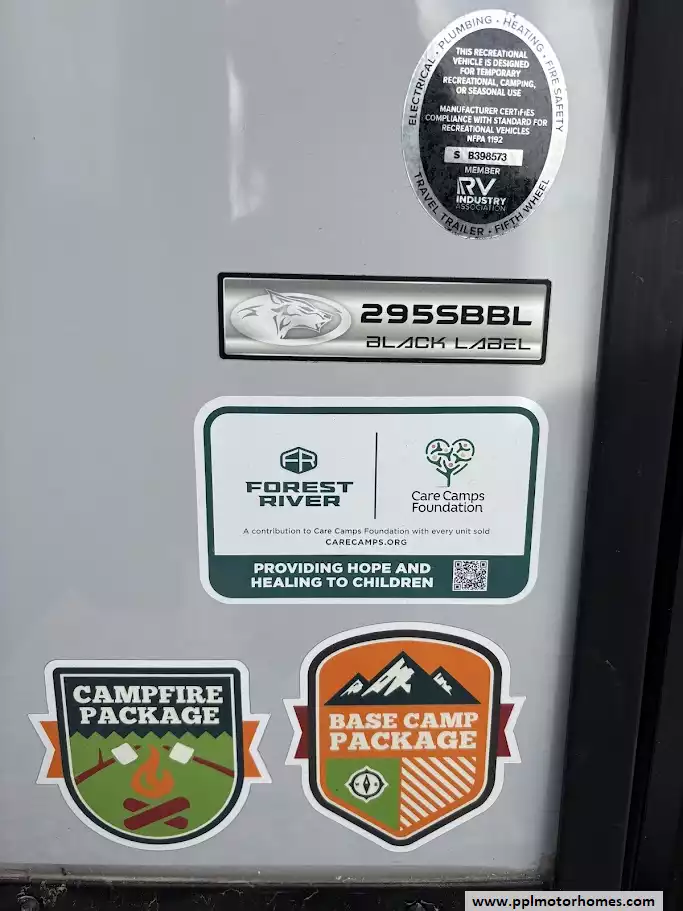 ELECTRICAL • PLUMBING • HEATING • FIRE SAFETY
THIS RECREATIONAL
VEHICLE IS DESIGNED
FOR TEMPORARY
RECREATIONAL, CAMPING,
OR SEASONAL USE
MANUFACTURER CERTIFIES
COMPLIANCE WITH STANDARD FOR
RECREATIONAL VEHICLES
NFPA 1192
S B398573
MEMBER
RV
INDUSTRY
ASSOCIATION
TRAVEL TRAILER • FIFTH WHEEL
295SBBL
BLACK LABEL
FR
FOREST
RIVER
Care Camps
Foundation
A contribution to Care Camps Foundation with every unit sold
CARECAMPS.ORG
PROVIDING HOPE AND
HEALING TO CHILDREN
CAMPFIRE
PACKAGE
BASE CAMP
PACKAGE
www.pplmotorhomes.com